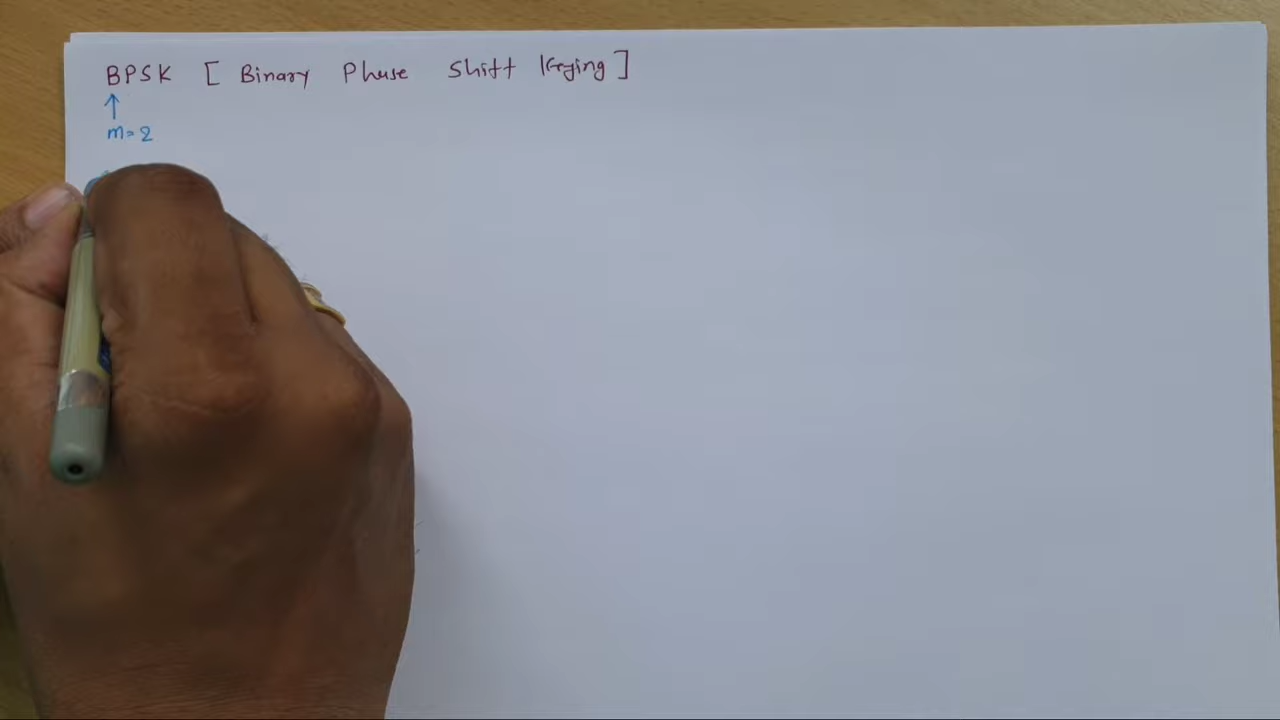 BPSK [ Binary Phase Shift Keying ]
↑
m=2